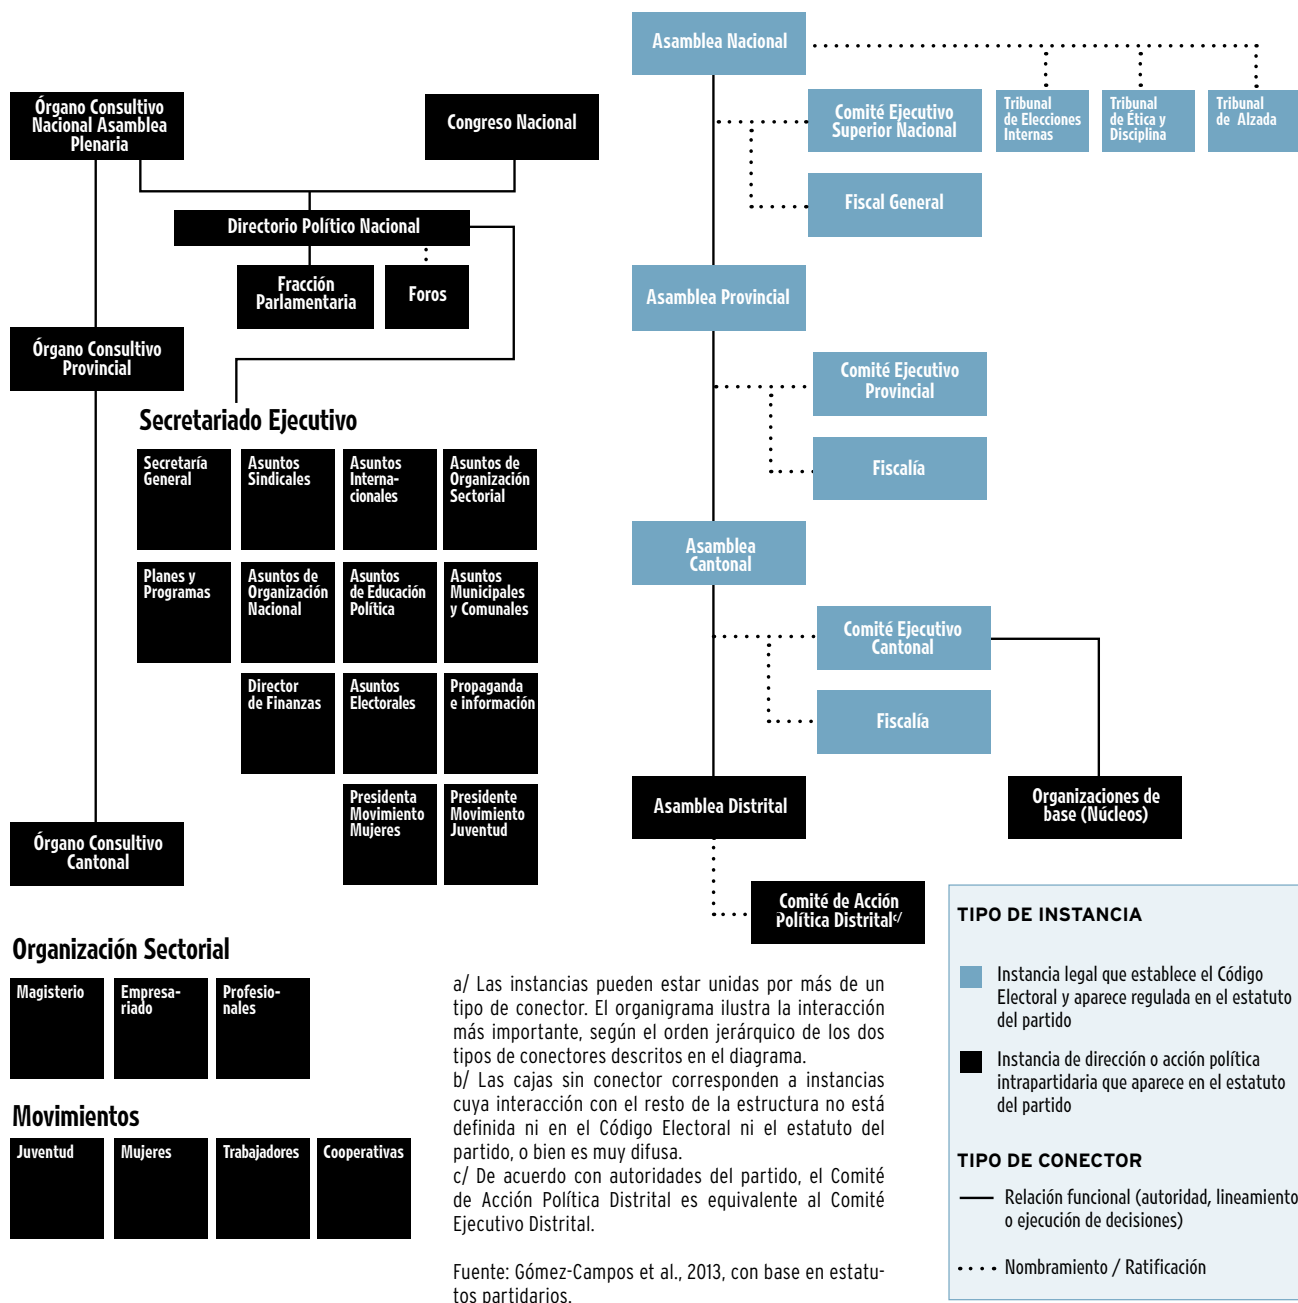 Asamblea Nacional
Órgano Consultivo
Nacional Asamblea
Plenaria
Congreso Nacional
Comité Ejecutivo
Superior Nacional
Tribunal
de Elecciones
Internas
Tribunal
de Ética y
Disciplina
Tribunal
de Alzada
Fiscal General
Directorio Político Nacional
Fracción
Parlamentaria
Foros
Asamblea Provincial
Órgano Consultivo
Provincial
Comité Ejecutivo
Provincial
Fiscalía
Secretariado Ejecutivo
Secretaría
General
Asuntos
Sindicales
Asuntos
Interna-
cionales
Asuntos de
Organización
Sectorial
Planes y
Programas
Asuntos de
Organización
Nacional
Asuntos
de Educación
Política
Asuntos
Municipales
y Comunales
Director
de Finanzas
Asuntos
Electorales
Propaganda
e información
Presidenta
Movimiento
Mujeres
Presidente
Movimiento
Juventud
Asamblea
Cantonal
Comité Ejecutivo
Cantonal
Fiscalía
Asamblea Distrital
Organizaciones de
base (Núcleos)
Órgano Consultivo
Cantonal
Comité de Acción
Política Distrital c/
Organización Sectorial
Magisterio
Empresa-
riado
Profesio-
nales
Movimientos
Juventud
Mujeres
Trabajadores
Cooperativas
a/ Las instancias pueden estar unidas por más de un
tipo de conector. El organigrama ilustra la interacción
más importante, según el orden jerárquico de los dos
tipos de conectores descritos en el diagrama.
b/ Las cajas sin conector corresponden a instancias
cuya interacción con el resto de la estructura no está
definida ni en el Código Electoral ni el estatuto del
partido, o bien es muy difusa.
c/ De acuerdo con autoridades del partido, el Comité
de Acción Política Distrital es equivalente al Comité
Ejecutivo Distrital.
Fuente: Gómez-Campos et al., 2013, con base en estatu-
tos partidarios.
TIPO DE INSTANCIA
Instancia legal que establece el Código
Electoral y aparece regulada en el estatuto
del partido
Instancia de dirección o acción política
intrapartidaria que aparece en el estatuto
del partido
TIPO DE CONECTOR
Relación funcional (autoridad, lineamiento
o ejecución de decisiones)
Nombramiento / Ratificación